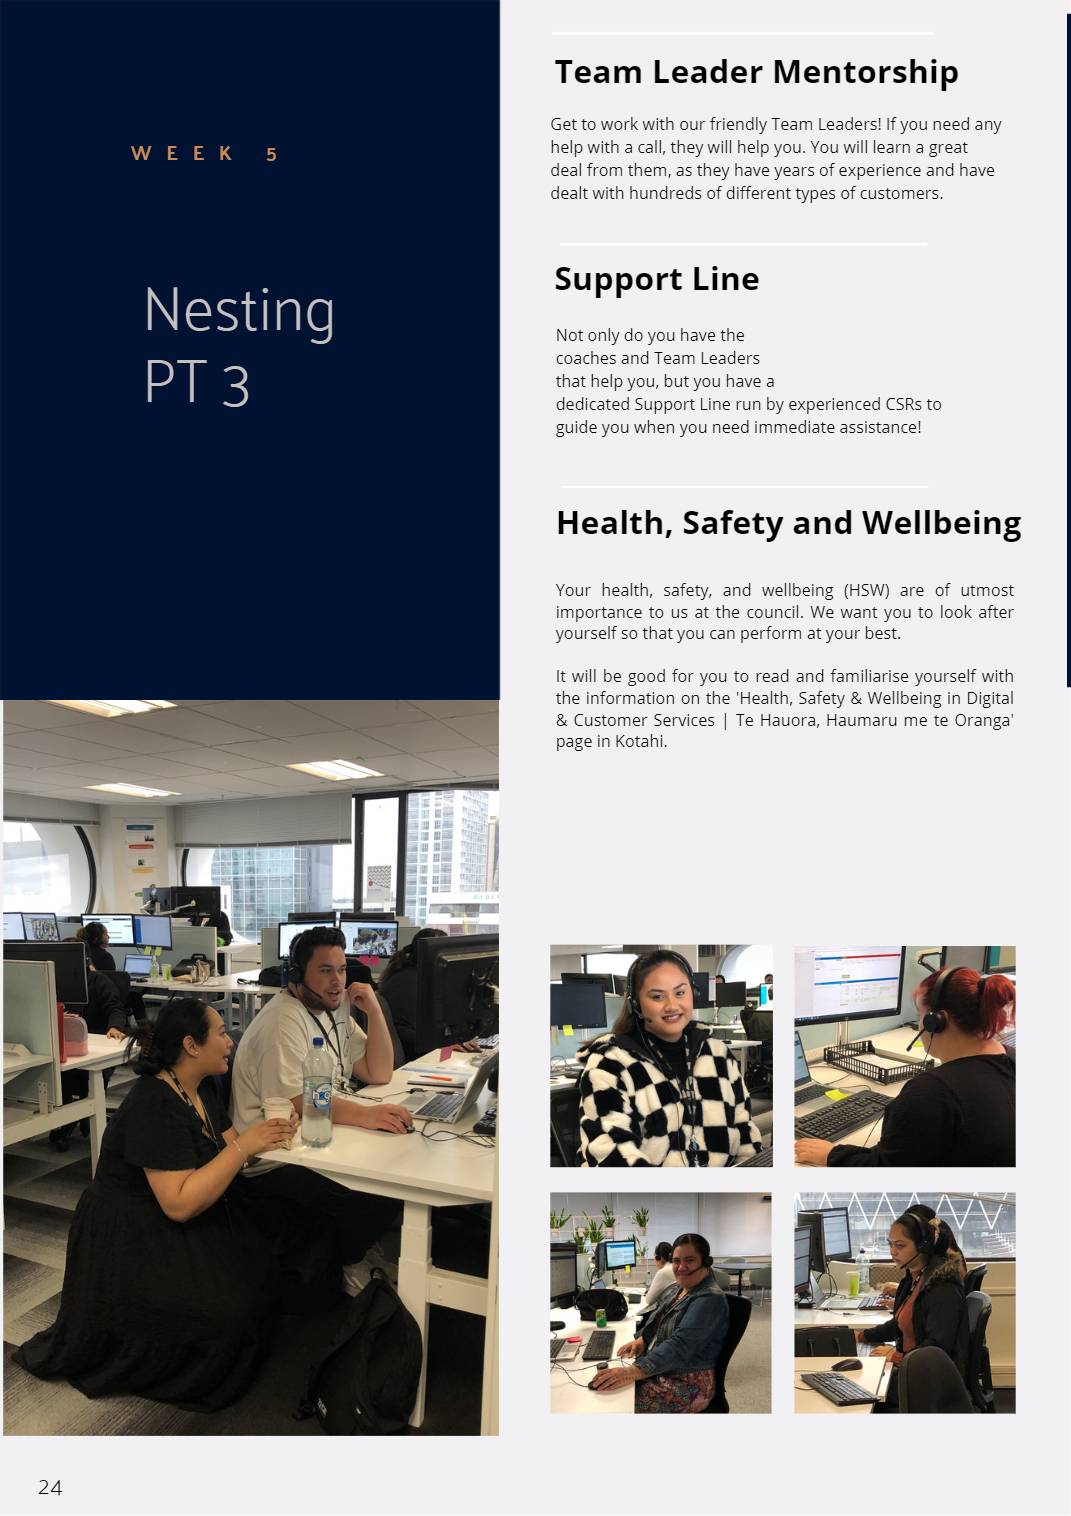 WEEK 5
Nesting
PT 3
Team Leader Mentorship
Get to work with our friendly Team Leaders! If you need any
help with a call, they will help you. You will learn a great
deal from them, as they have years of experience and have
dealt with hundreds of different types of customers.
Support Line
Not only do you have the
coaches and Team Leaders
that help you, but you have a
dedicated Support Line run by experienced CSRs to
guide you when you need immediate assistance!
Health, Safety and Wellbeing
Your health, safety, and wellbeing (HSW) are of utmost
importance to us at the council. We want you to look after
yourself so that you can perform at your best.
It will be good for you to read and familiarise yourself with
the information on the 'Health, Safety & Wellbeing in Digital
& Customer Services | Te Hauora, Haumaru me te Oranga'
page in Kotahi.
24